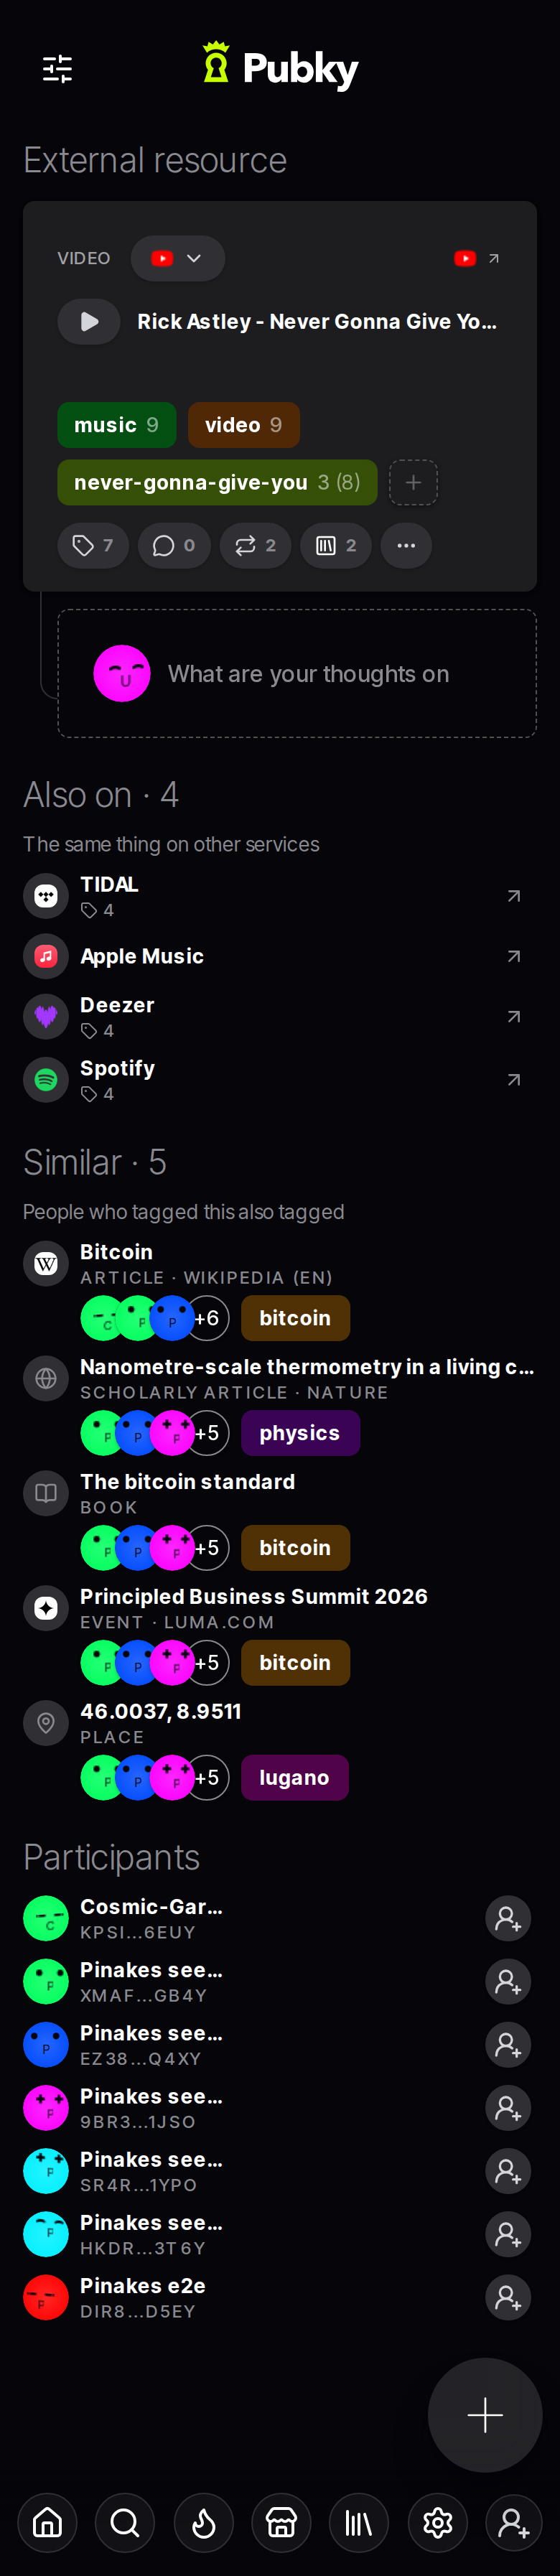 Pubky
External resource
VIDEO
Rick Astley - Never Gonna Give Yo...
music 9 video 9
never-gonna-give-you 3 (8)
7 0 2 2
What are your thoughts on
Also on · 4
The same thing on other services
TIDAL
4
Apple Music
Deezer
4
Spotify
4
Similar · 5
People who tagged this also tagged
Bitcoin
ARTICLE · WIKIPEDIA (EN)
+6 bitcoin
Nanometre-scale thermometry in a living c...
SCHOLARLY ARTICLE · NATURE
+5 physics
The bitcoin standard
BOOK
+5 bitcoin
Principled Business Summit 2026
EVENT · LUMA.COM
+5 bitcoin
46.0037, 8.9511
PLACE
+5 lugano
Participants
Cosmic-Gar...
KPSI...6EUY
Pinakes see...
XMAF...GB4Y
Pinakes see...
EZ38...Q4XY
Pinakes see...
9BR3...1JSO
Pinakes see...
SR4R...1YPO
Pinakes see...
HKDR...3T6Y
Pinakes e2e
DIR8...D5EY